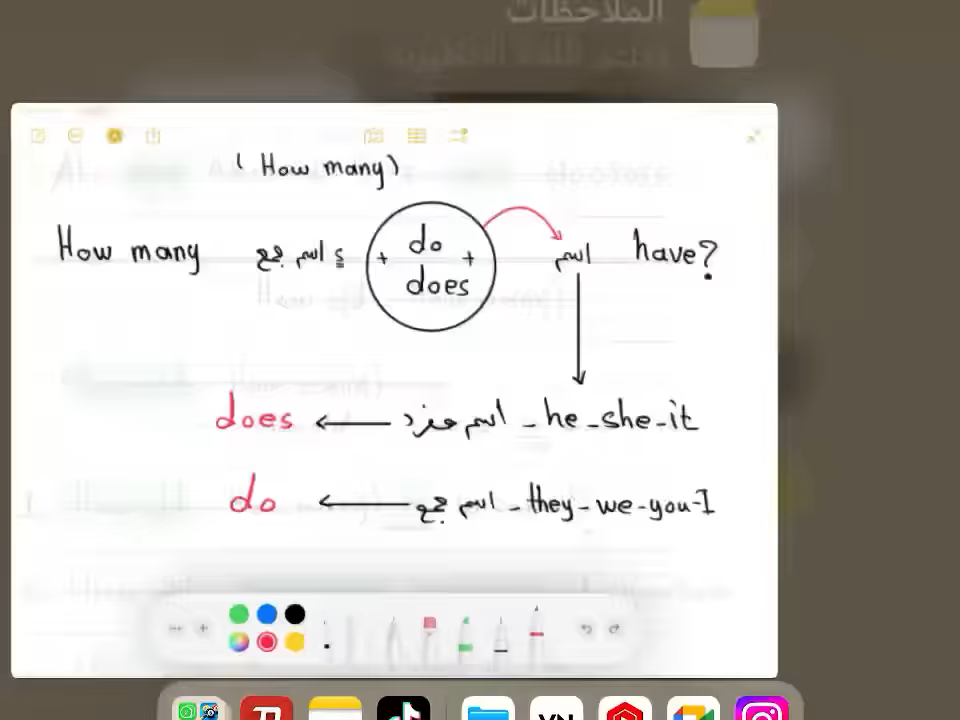 الملاحظات
( How many )
How many اسم جمع + do does + اسم have?
does ← اسم مفرد - he - she - it
do ← اسم جمع - they - we - you - I